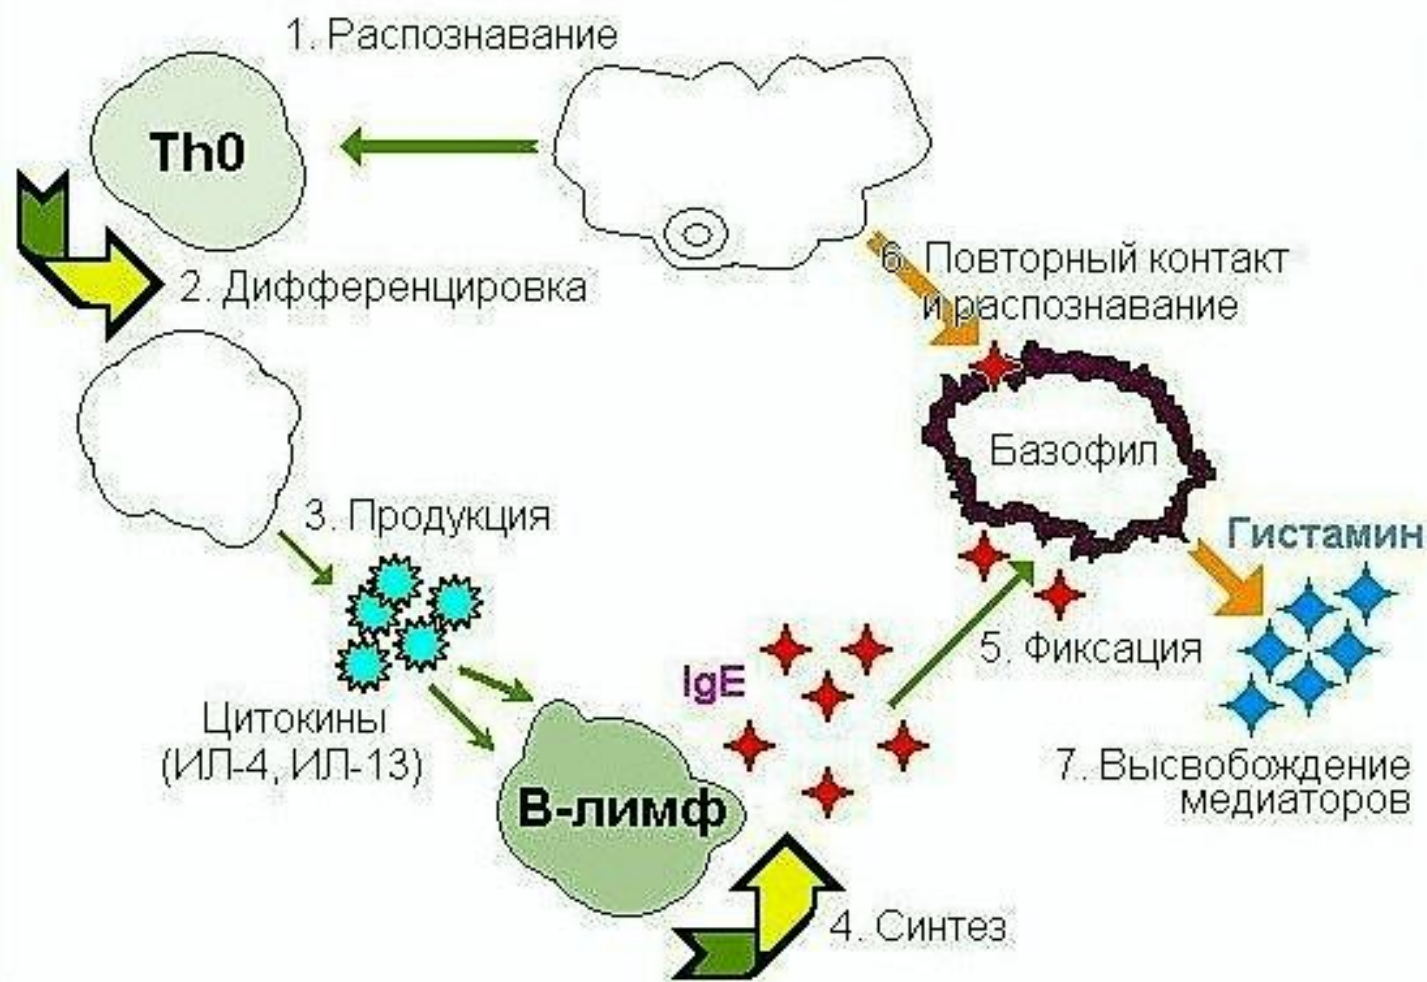 1. Распознавание
Th0
2. Дифференцировка
6. Повторный контакт
и распознавание
Базофил
3. Продукция
Гистамин
5. Фиксация
IgE
Цитокины
(ИЛ-4, ИЛ-13)
7. Высвобождение
медиаторов
В-лимф
4. Синтез